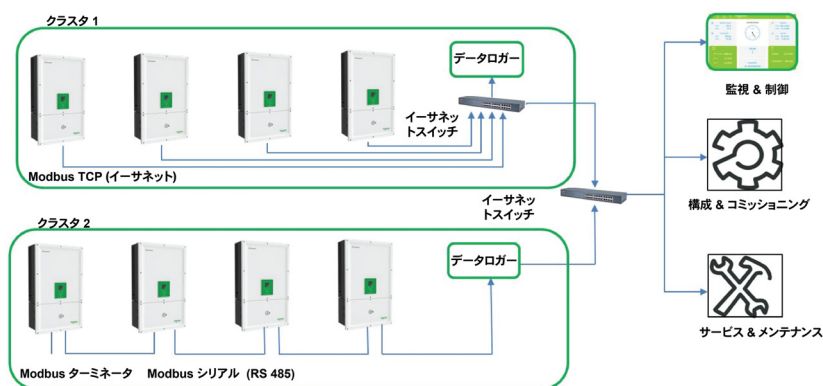 クラスタ 1
データロガー
イーサネッ
トスイッチ
Modbus TCP (イーサネット)
監視 & 制御
イーサネッ
トスイッチ
構成 & コミッショニング
クラスタ 2
データロガー
Modbus ターミネータ
Modbus シリアル (RS 485)
サービス & メンテナンス